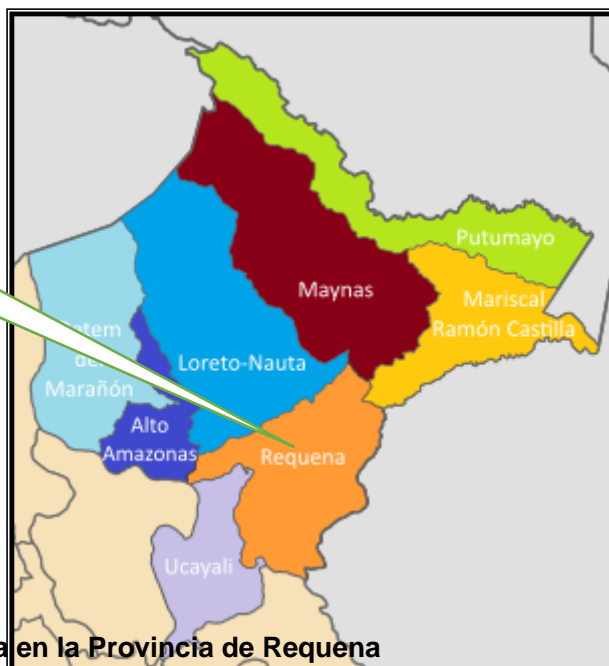 Putumayo
Maynas
Mariscal
Ramón Castilla
Marañón
Loreto-Nauta
Alto
Amazonas
Requena
Ucayali
en la Provincia de Requena